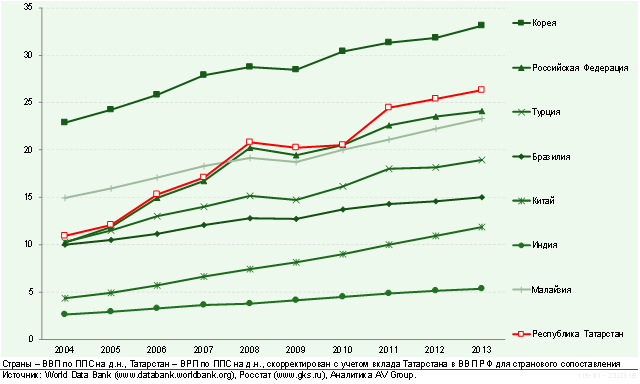 35
30
25
20
15
10
5
0
2004 2005 2006 2007 2008 2009 2010 2011 2012 2013
Корея
Российская Федерация
Турция
Бразилия
Китай
Индия
Малайзия
Республика Татарстан
Страны – ВВП по ППС на д.н., Татарстан – ВРП по ППС на д.н., скорректирован с учетом вклада Татарстана в ВВП РФ для странового сопоставления
Источник: World Data Bank (www.databank.worldbank.org), Росстат (www.gks.ru), Аналитика AV Group.